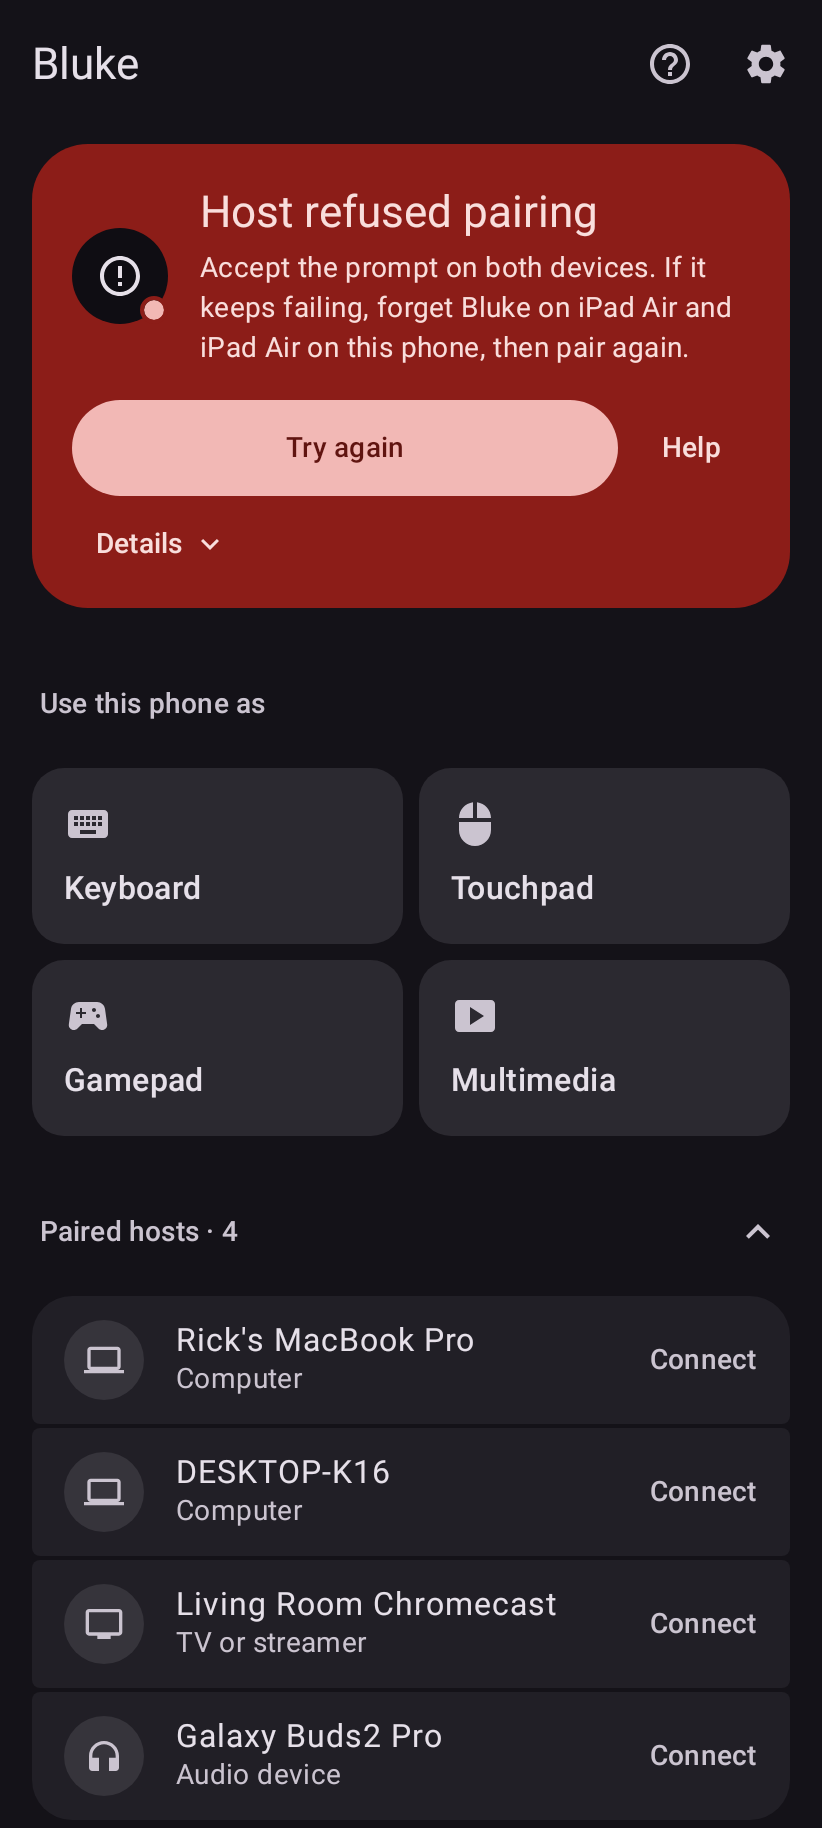 Bluke
Host refused pairing
Accept the prompt on both devices. If it
keeps failing, forget Bluke on iPad Air and
iPad Air on this phone, then pair again.
Try again
Help
Details
Use this phone as
Keyboard
Touchpad
Gamepad
Multimedia
Paired hosts · 4
Rick's MacBook Pro
Computer
Connect
DESKTOP-K16
Computer
Connect
Living Room Chromecast
TV or streamer
Connect
Galaxy Buds2 Pro
Audio device
Connect